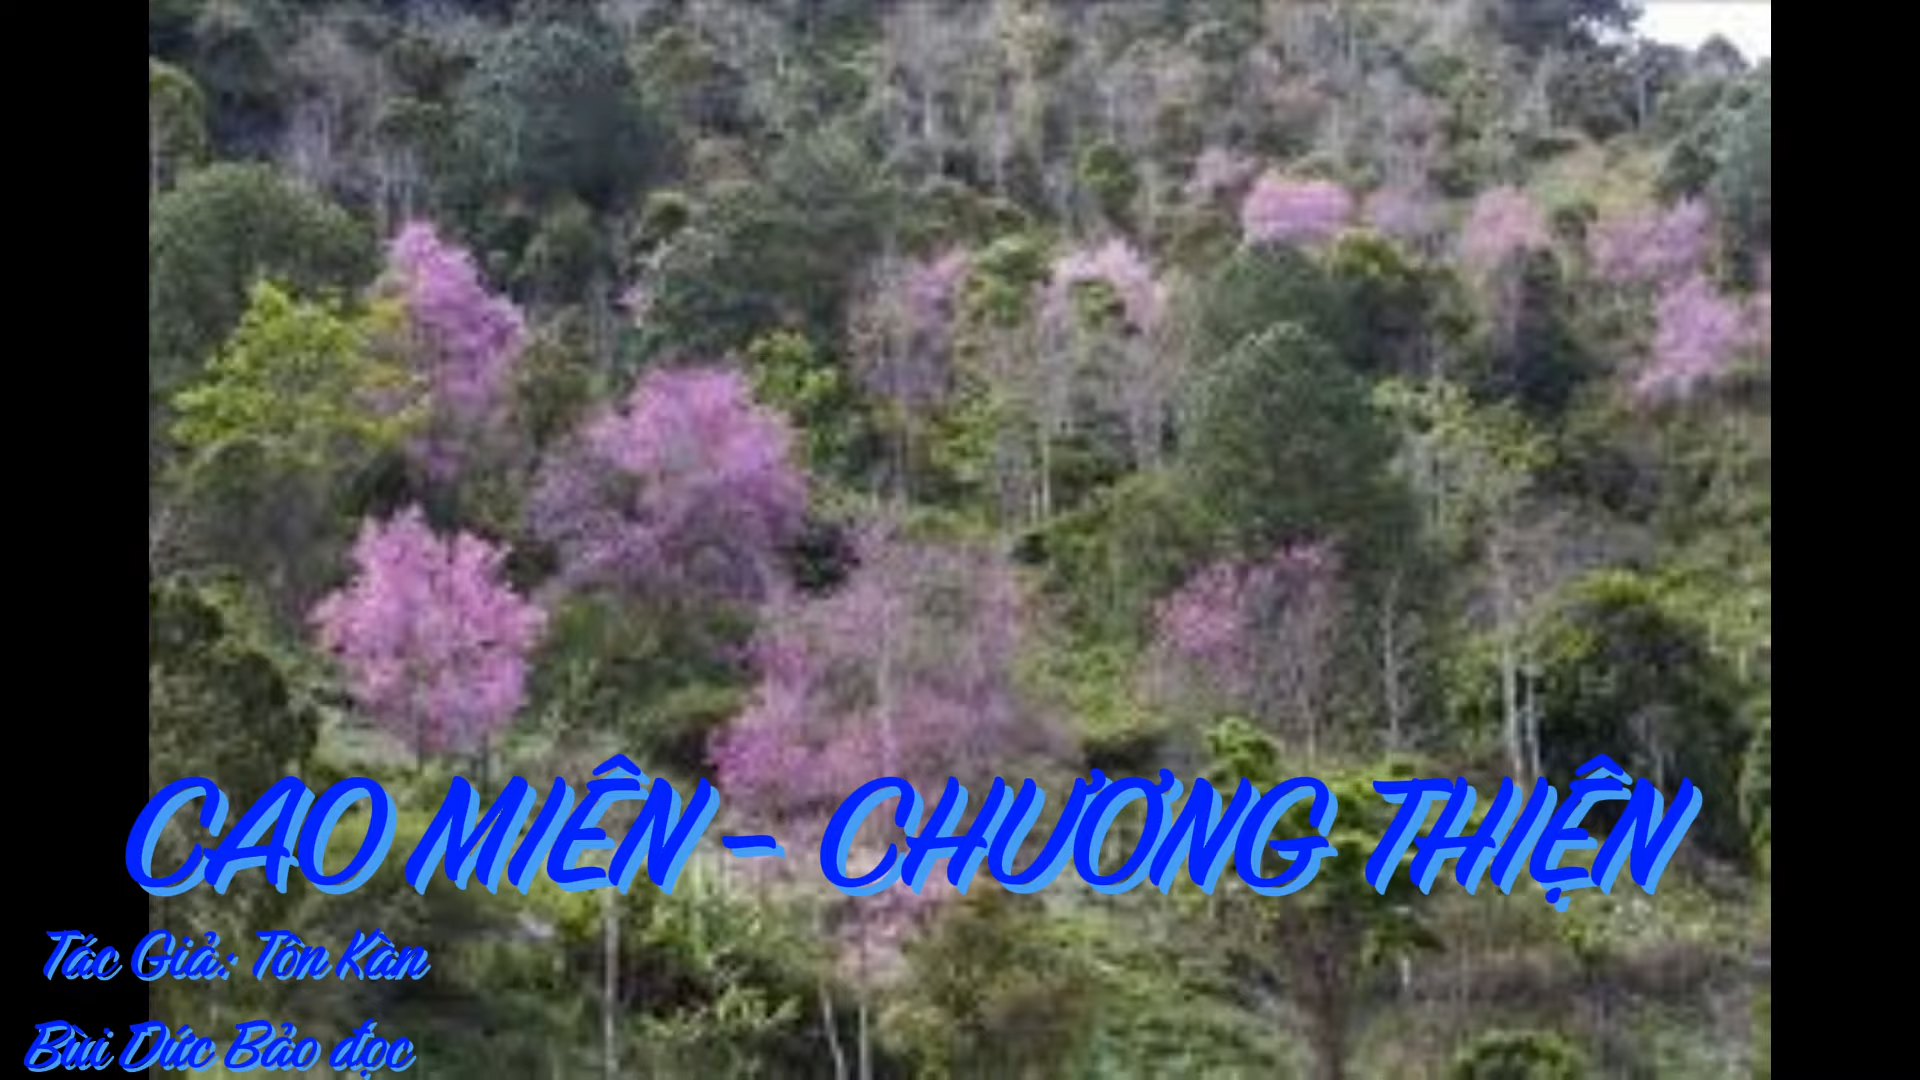 CAO MIÊN - CHƯƠNG THIỆN
Tác Giả: Tôn Kàn
Bùi Đức Bảo đọc